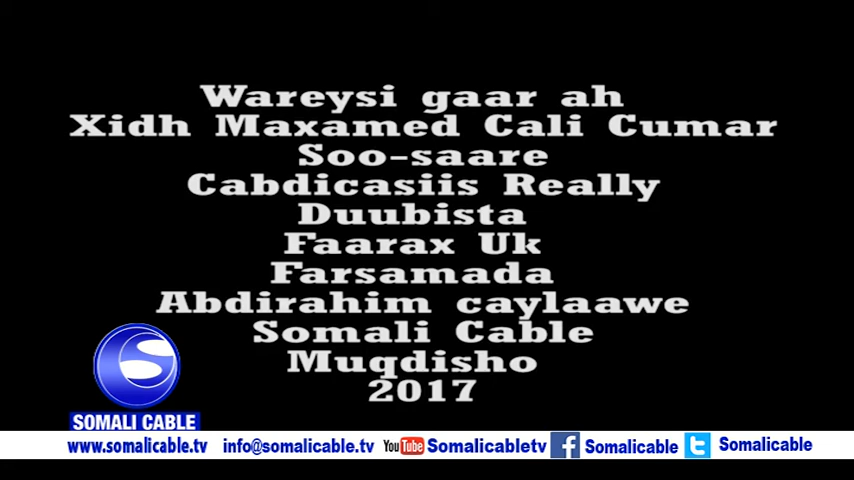 Wareysi gaar ah
Xidh Maxamed Cali Cumar
Soo-saare
Cabdicasiis Really
Duubista
Faarax Uk
Farsamada
Abdirahim caylaawe
Somali Cable
Muqdisho
2017
S
SOMALI CABLE
www.somalicable.tv info@somalicable.tv YouTube Somalicabletv f Somalicable t Somalicable